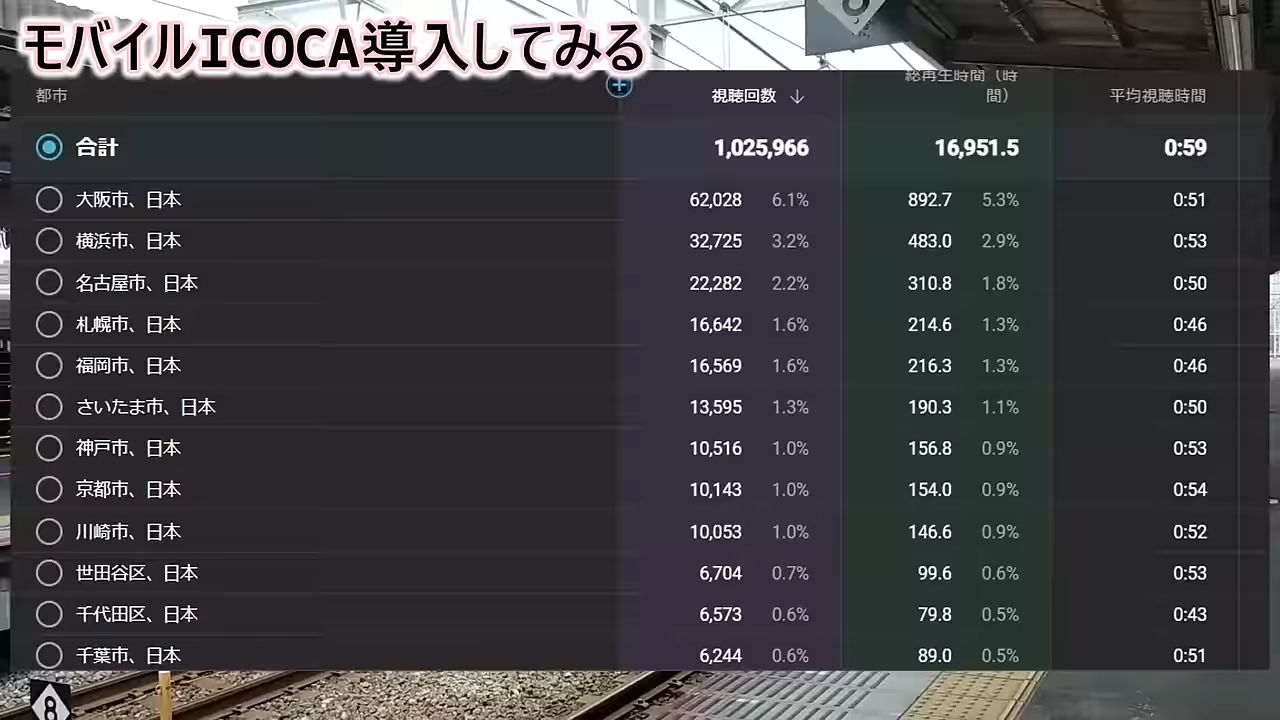 モバイルICOCA導入してみる
都市 視聴回数 ↓ 総再生時間（時間） 平均視聴時間
合計 1,025,966 16,951.5 0:59
大阪市、日本 62,028 6.1% 892.7 5.3% 0:51
横浜市、日本 32,725 3.2% 483.0 2.9% 0:53
名古屋市、日本 22,282 2.2% 310.8 1.8% 0:50
札幌市、日本 16,642 1.6% 214.6 1.3% 0:46
福岡市、日本 16,569 1.6% 216.3 1.3% 0:46
さいたま市、日本 13,595 1.3% 190.3 1.1% 0:50
神戸市、日本 10,516 1.0% 156.8 0.9% 0:53
京都市、日本 10,143 1.0% 154.0 0.9% 0:54
川崎市、日本 10,053 1.0% 146.6 0.9% 0:52
世田谷区、日本 6,704 0.7% 99.6 0.6% 0:53
千代田区、日本 6,573 0.6% 79.8 0.5% 0:43
千葉市、日本 6,244 0.6% 89.0 0.5% 0:51
8